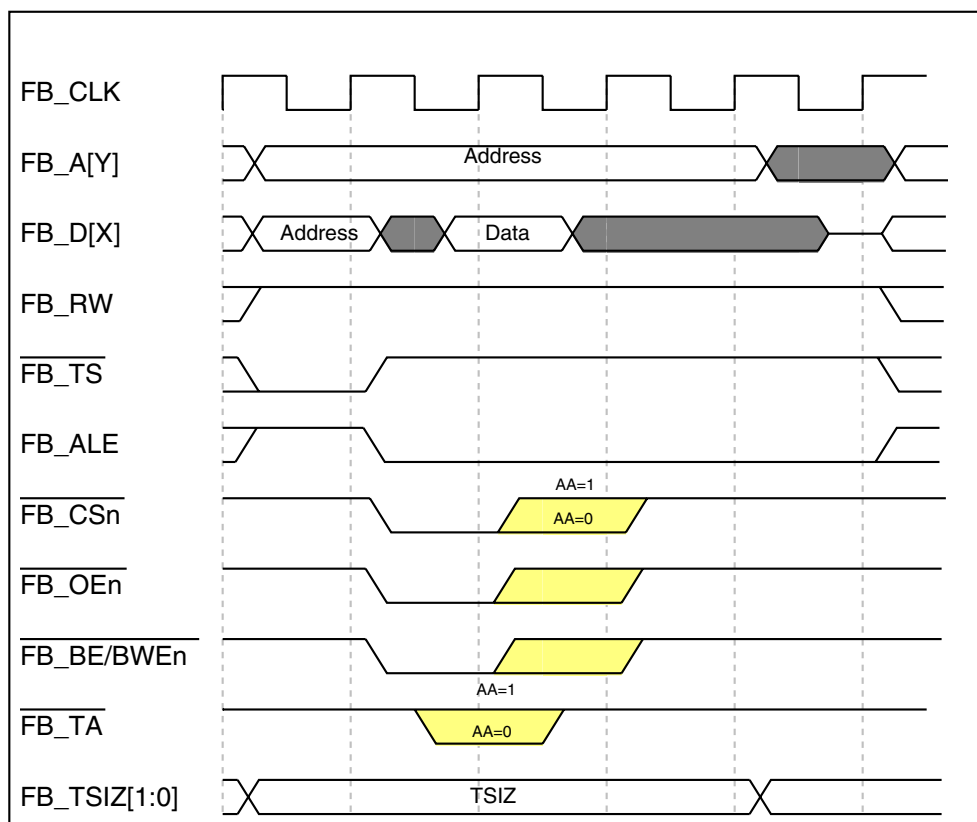 FB_CLK
FB_A[Y]
Address
FB_D[X]
Address
Data
FB_RW
FB_TS
FB_ALE
FB_CSn
AA=1
AA=0
FB_OEn
FB_BE/BWEn
FB_TA
AA=1
AA=0
FB_TSIZ[1:0]
TSIZ